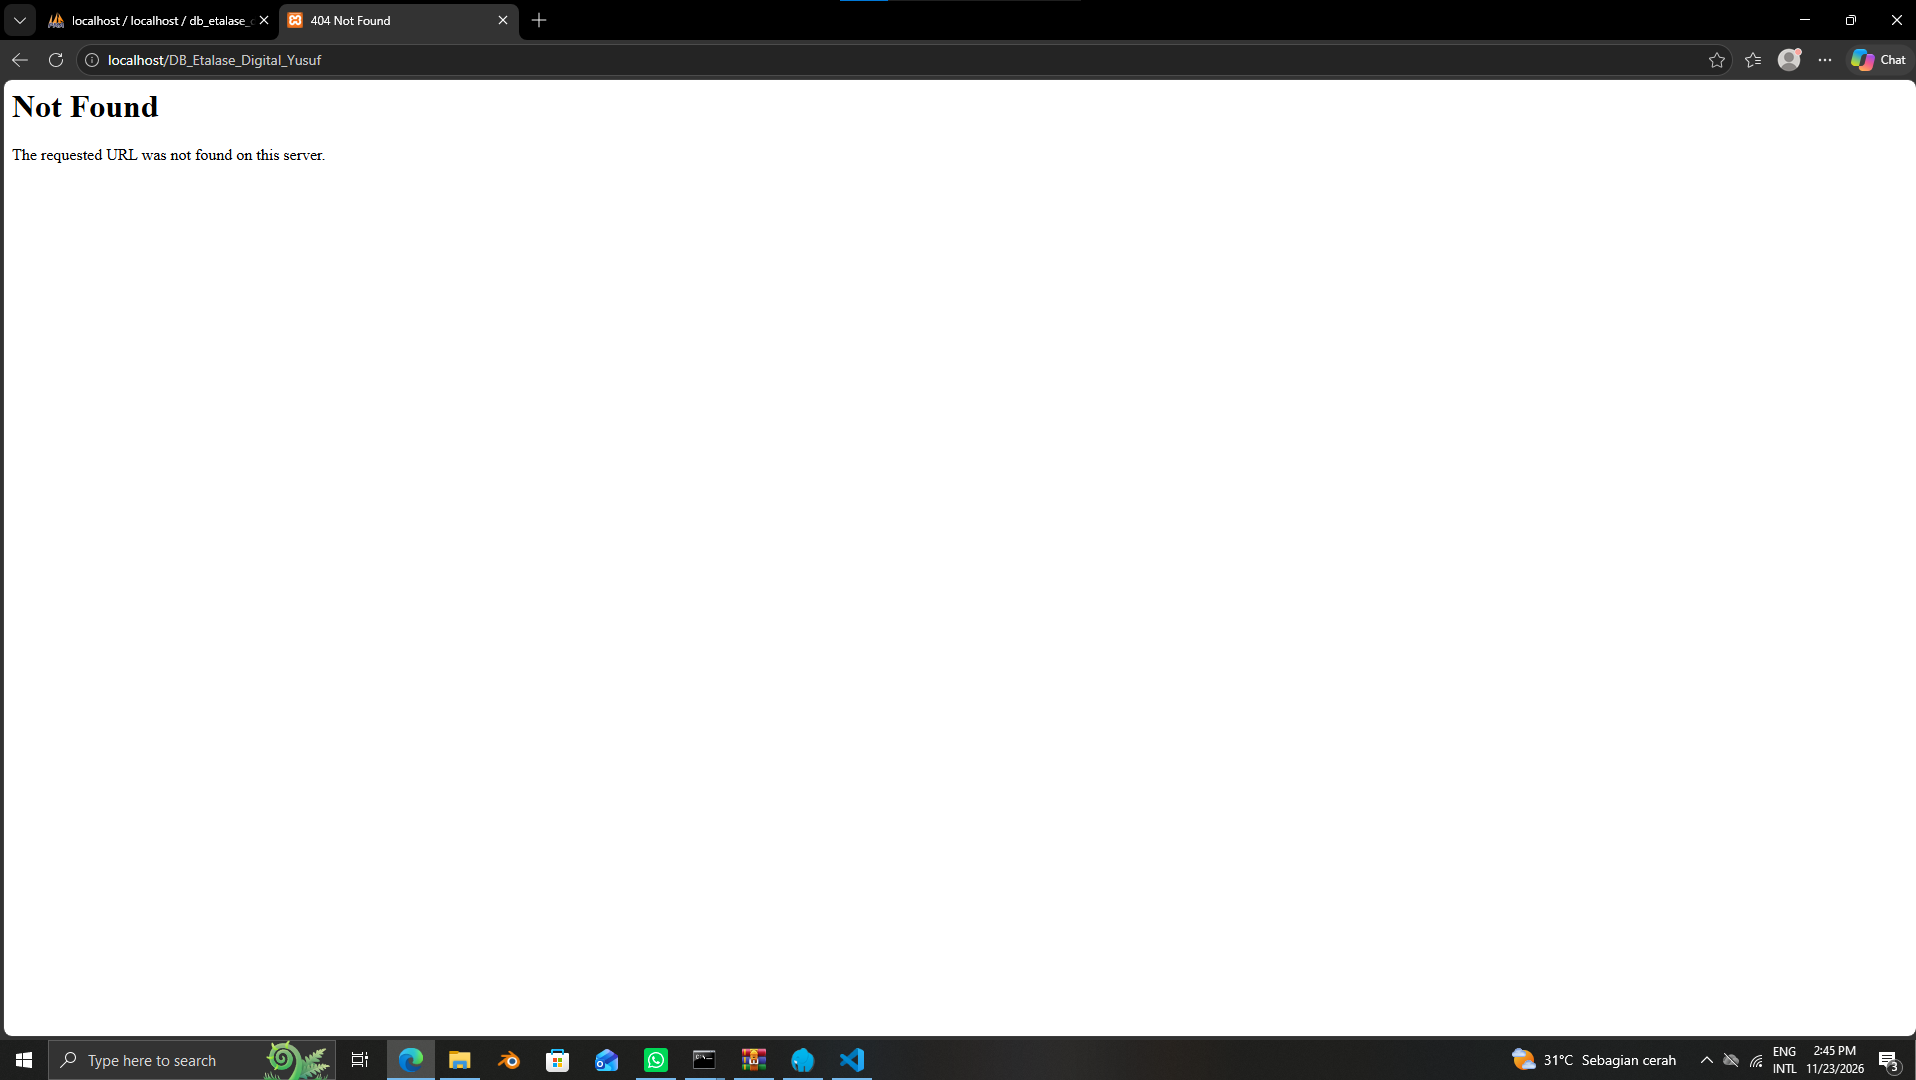 localhost / localhost / db_etalase_
404 Not Found
localhost/DB_Etalase_Digital_Yusuf
Chat
Not Found
The requested URL was not found on this server.
Type here to search
31°C Sebagian cerah
ENG
INTL
2:45 PM
11/23/2026
3